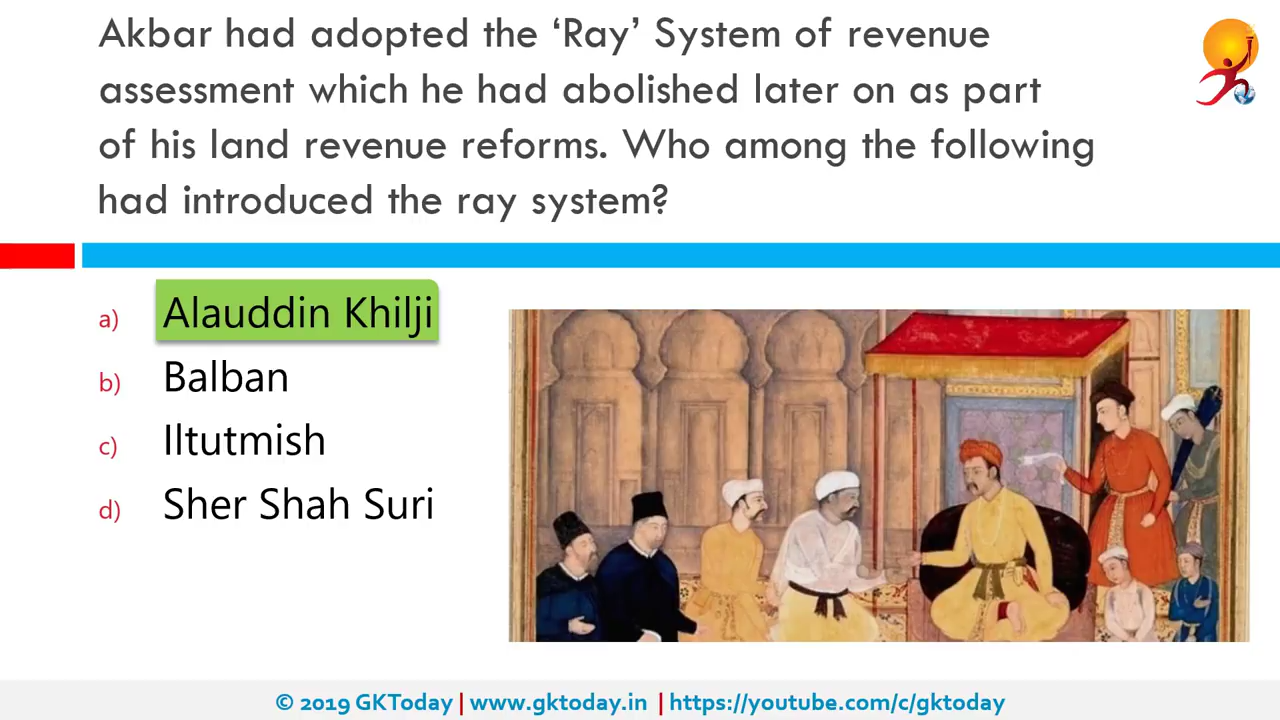 Akbar had adopted the ‘Ray’ System of revenue
assessment which he had abolished later on as part
of his land revenue reforms. Who among the following
had introduced the ray system?
a) Alauddin Khilji
b) Balban
c) Iltutmish
d) Sher Shah Suri
© 2019 GKToday | www.gktoday.in | https://youtube.com/c/gktoday